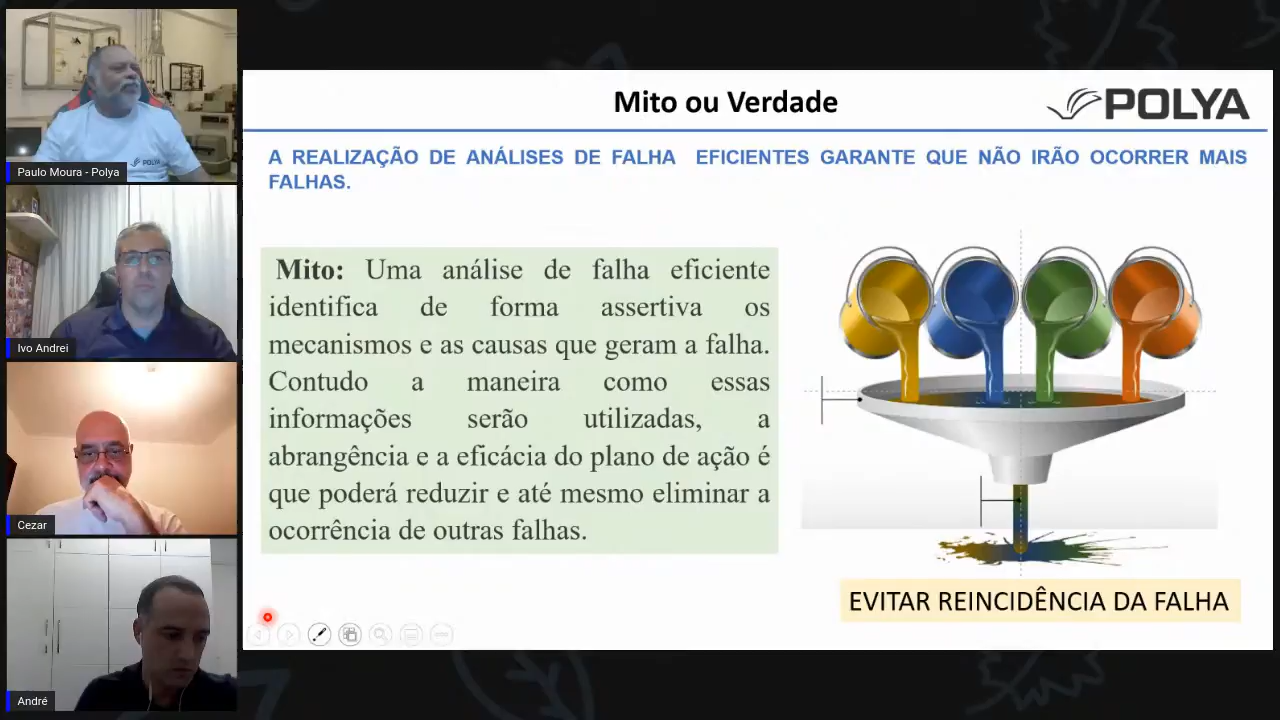 Mito ou Verdade
POLYA
A REALIZAÇÃO DE ANÁLISES DE FALHA EFICIENTES GARANTE QUE NÃO IRÃO OCORRER MAIS
FALHAS.
Mito: Uma análise de falha eficiente
identifica de forma assertiva os
mecanismos e as causas que geram a falha.
Contudo a maneira como essas
informações serão utilizadas, a
abrangência e a eficácia do plano de ação é
que poderá reduzir e até mesmo eliminar a
ocorrência de outras falhas.
EVITAR REINCIDÊNCIA DA FALHA
POLYA
Paulo Moura - Polya
Ivo Andrei
Cezar
André